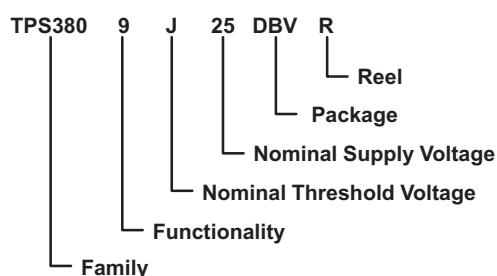 TPS380 9 J 25 DBV R
Reel
Package
Nominal Supply Voltage
Nominal Threshold Voltage
Functionality
Family